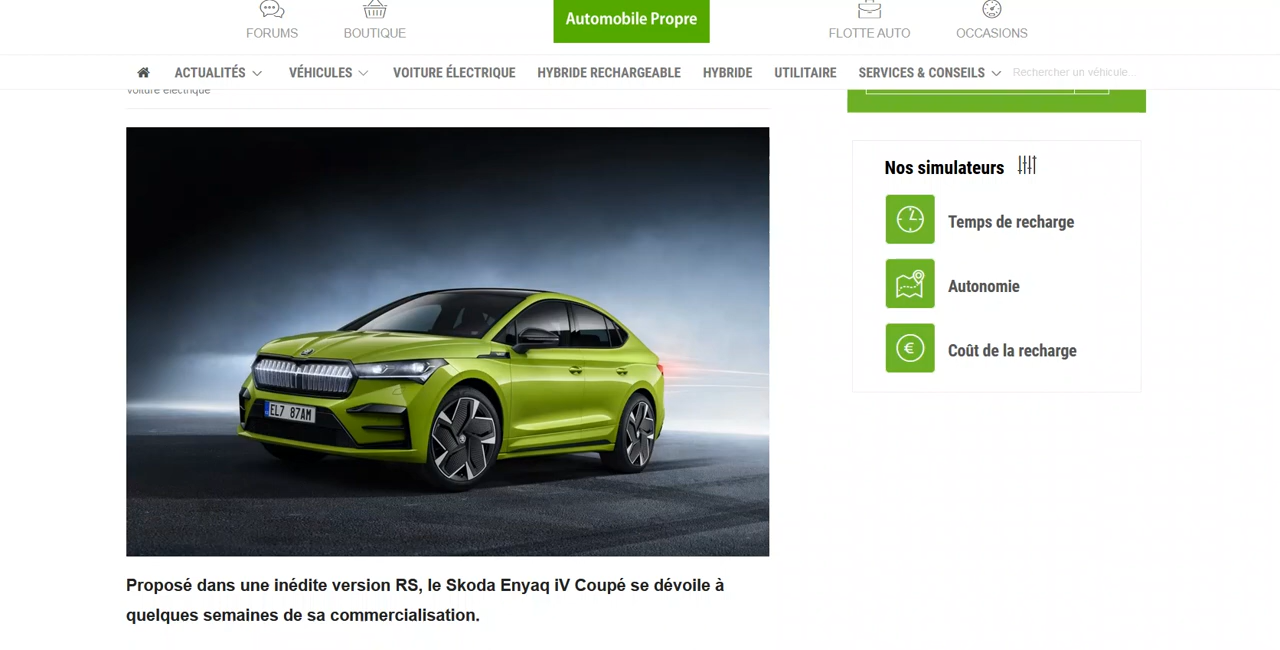 FORUMS
BOUTIQUE
Automobile Propre
FLOTTE AUTO
OCCASIONS
ACTUALITÉS
VÉHICULES
VOITURE ÉLECTRIQUE
HYBRIDE RECHARGEABLE
HYBRIDE
UTILITAIRE
SERVICES & CONSEILS
Rechercher un véhicule...
voiture électrique
Nos simulateurs
Temps de recharge
Autonomie
Coût de la recharge
EL7 87AM
Proposé dans une inédite version RS, le Skoda Enyaq iV Coupé se dévoile à
quelques semaines de sa commercialisation.